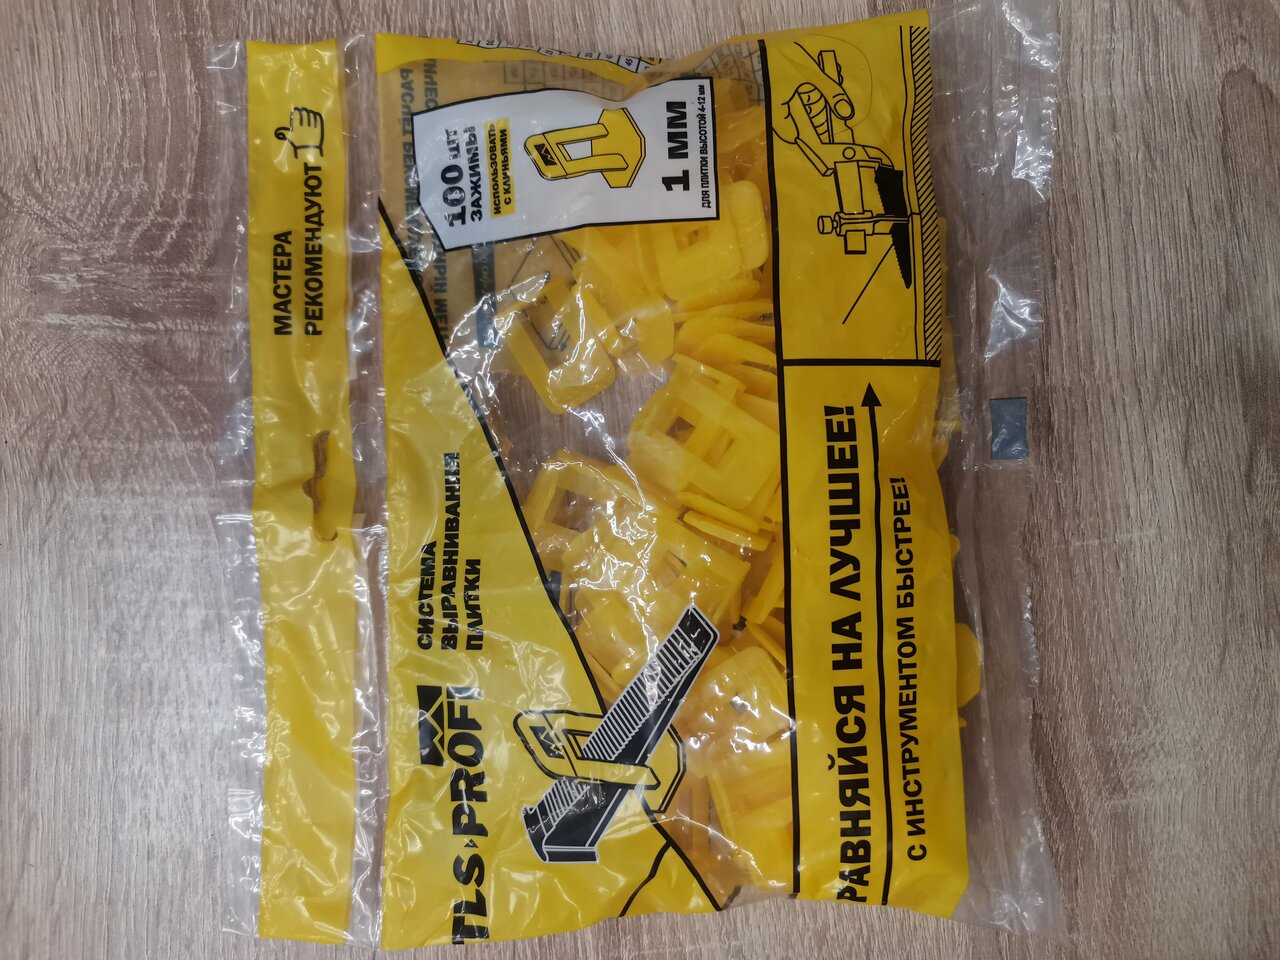 МАСТЕРА
РЕКОМЕНДУЮТ
TLS-PROFI
СИСТЕМА
ВЫРАВНИВАНИЯ
ПЛИТКИ
100 шт
ЗАЖИМЫ
ИСПОЛЬЗОВАТЬ
С КЛИНЬЯМИ
1 ММ
ДЛЯ ПЛИТКИ ВЫСОТОЙ 4-12 мм
РАВНЯЙСЯ НА ЛУЧШЕЕ!
С ИНСТРУМЕНТОМ БЫСТРЕЕ!